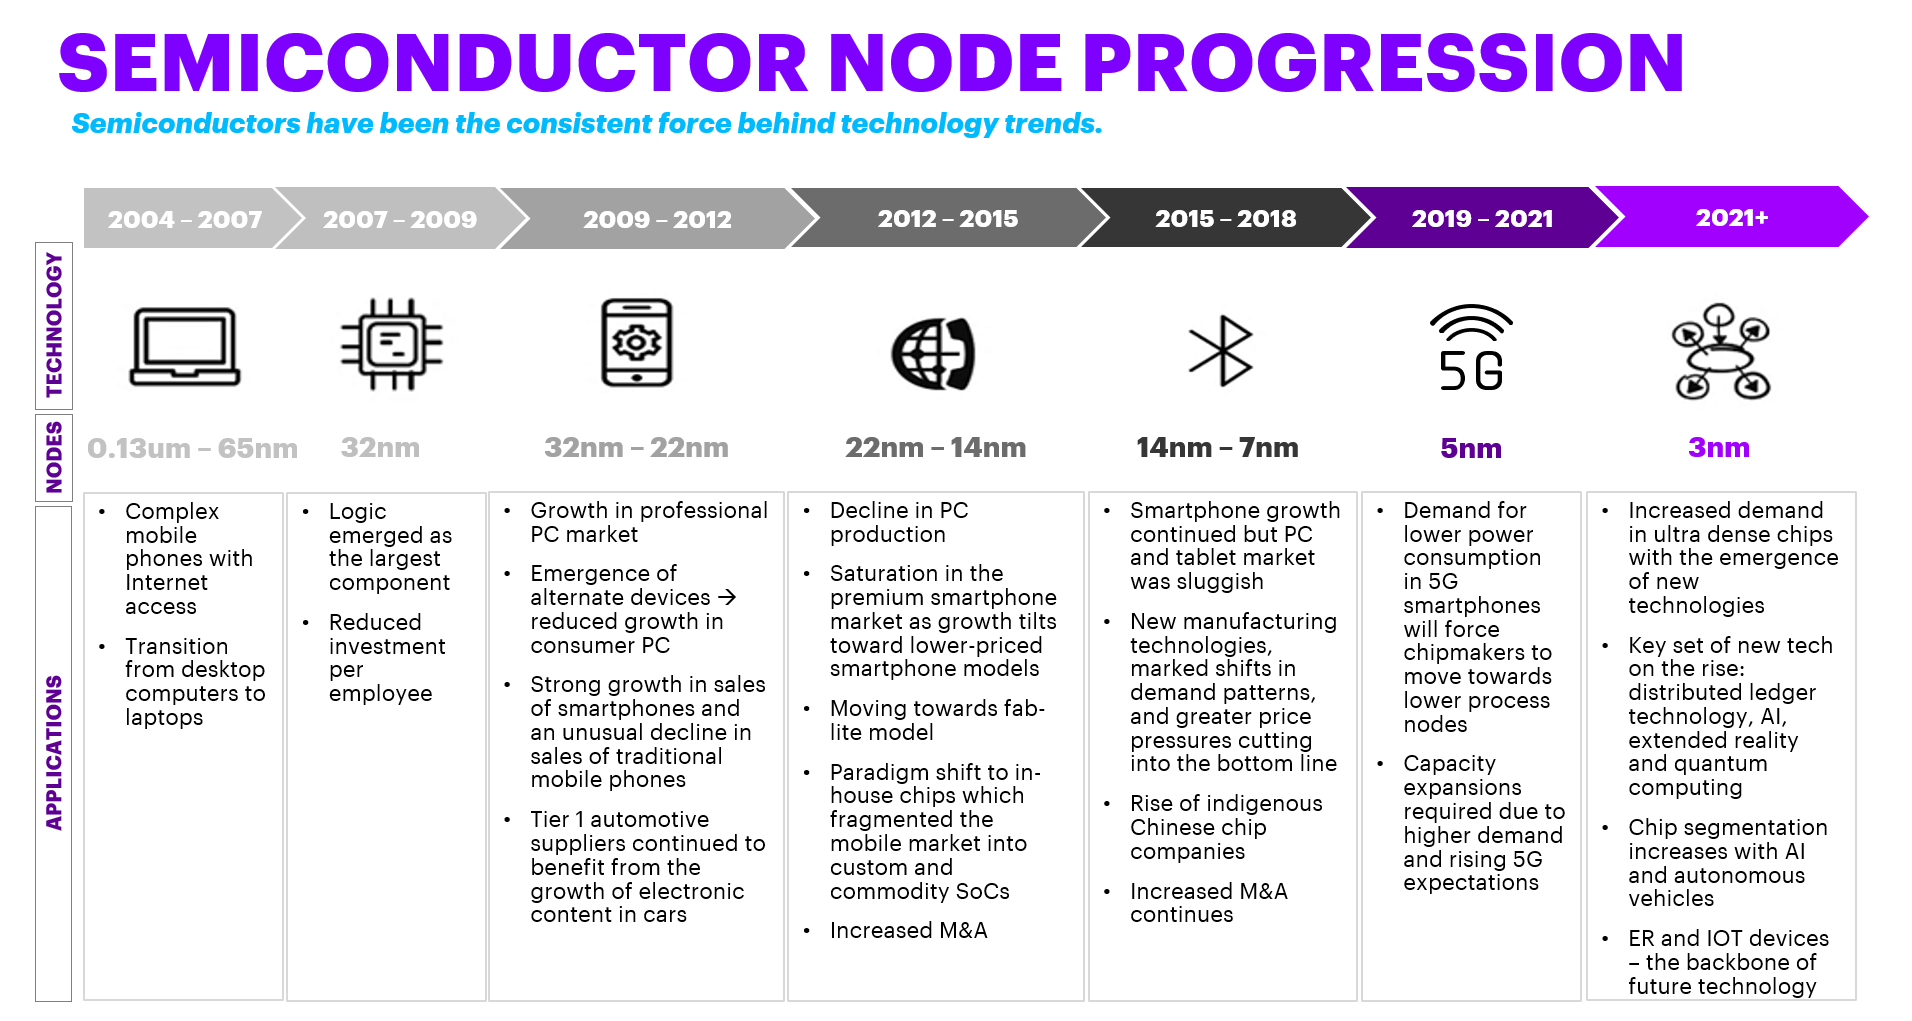 SEMICONDUCTOR NODE PROGRESSION
Semiconductors have been the consistent force behind technology trends.
2004 – 2007
2007 – 2009
2009 – 2012
2012 – 2015
2015 – 2018
2019 – 2021
2021+
TECHNOLOGY
5G
NODES
0.13um – 65nm
32nm
32nm – 22nm
22nm – 14nm
14nm – 7nm
5nm
3nm
APPLICATIONS
• Complex
mobile
phones with
Internet
access
• Transition
from desktop
computers to
laptops
• Logic
emerged as
the largest
component
• Reduced
investment
per
employee
• Growth in professional
PC market
• Emergence of
alternate devices →
reduced growth in
consumer PC
• Strong growth in sales
of smartphones and
an unusual decline in
sales of traditional
mobile phones
• Tier 1 automotive
suppliers continued to
benefit from the
growth of electronic
content in cars
• Decline in PC
production
• Saturation in the
premium smartphone
market as growth tilts
toward lower-priced
smartphone models
• Moving towards fab-
lite model
• Paradigm shift to in-
house chips which
fragmented the
mobile market into
custom and
commodity SoCs
• Increased M&A
• Smartphone growth
continued but PC
and tablet market
was sluggish
• New manufacturing
technologies,
marked shifts in
demand patterns,
and greater price
pressures cutting
into the bottom line
• Rise of indigenous
Chinese chip
companies
• Increased M&A
continues
• Demand for
lower power
consumption
in 5G
smartphones
will force
chipmakers to
move towards
lower process
nodes
• Capacity
expansions
required due to
higher demand
and rising 5G
expectations
• Increased demand
in ultra dense chips
with the emergence
of new
technologies
• Key set of new tech
on the rise:
distributed ledger
technology, AI,
extended reality
and quantum
computing
• Chip segmentation
increases with AI
and autonomous
vehicles
• ER and IOT devices
– the backbone of
future technology